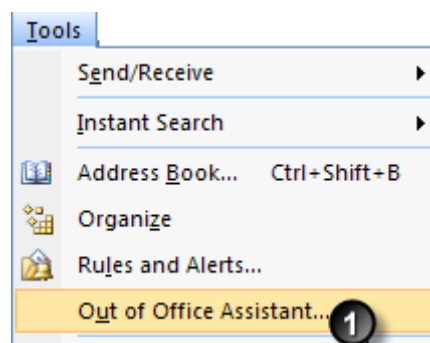 Tools
Send/Receive
Instant Search
Address Book... Ctrl+Shift+B
Organize
Rules and Alerts...
Out of Office Assistant...
1